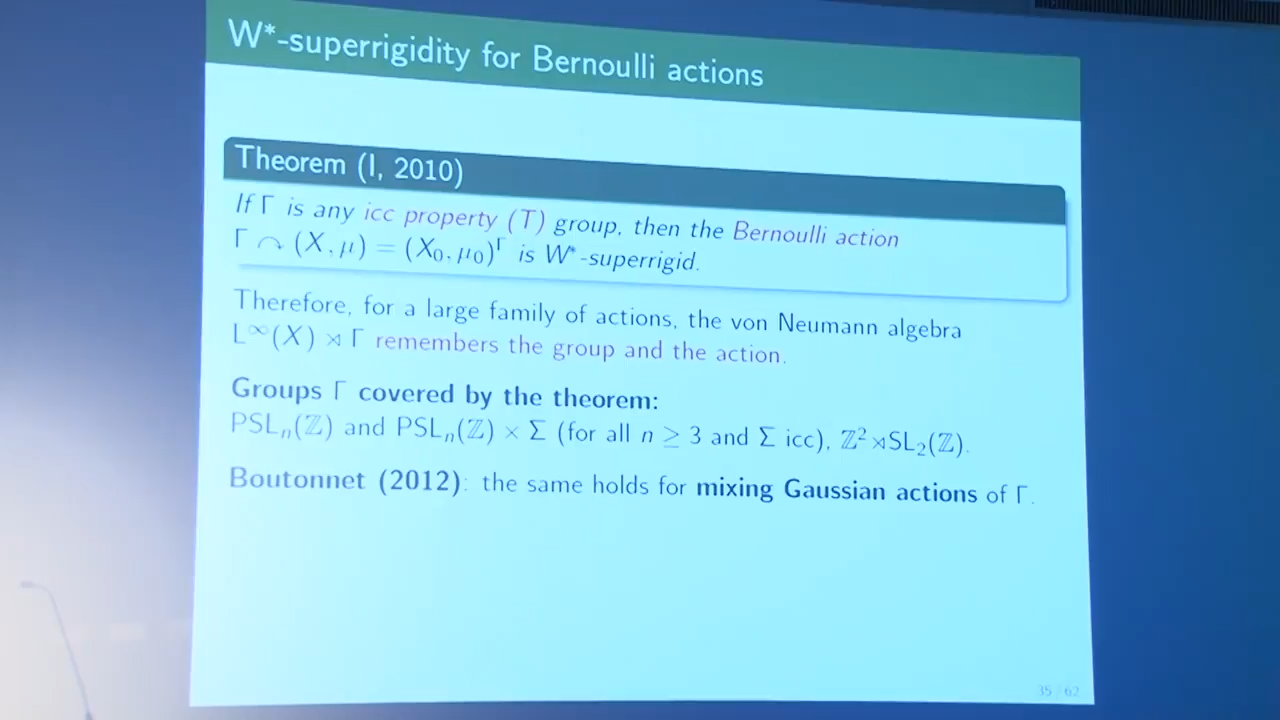 W*-superrigidity for Bernoulli actions
Theorem (I, 2010)
If Γ is any icc property (T) group, then the Bernoulli action
Γ ↷ (X, μ) = (X₀, μ₀)^Γ is W*-superrigid.
Therefore, for a large family of actions, the von Neumann algebra
L^∞(X) ⋊ Γ remembers the group and the action.
Groups Γ covered by the theorem:
PSLₙ(ℤ) and PSLₙ(ℤ) × Σ (for all n ≥ 3 and Σ icc), ℤ² ⋊ SL₂(ℤ).
Boutonnet (2012): the same holds for mixing Gaussian actions of Γ.
35 / 62